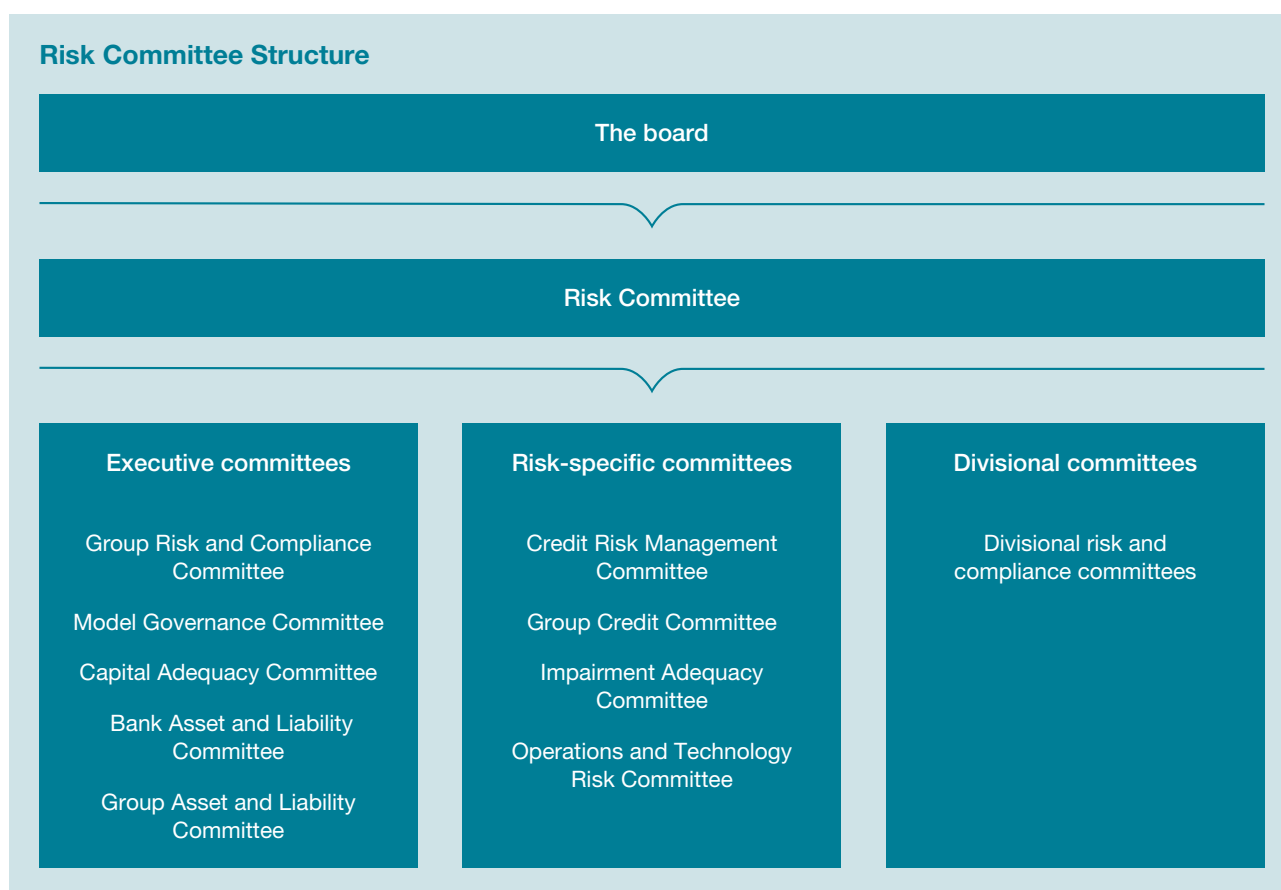 Risk Committee Structure
The board
Risk Committee
Executive committees
Group Risk and Compliance
Committee
Model Governance Committee
Capital Adequacy Committee
Bank Asset and Liability
Committee
Group Asset and Liability
Committee
Risk-specific committees
Credit Risk Management
Committee
Group Credit Committee
Impairment Adequacy
Committee
Operations and Technology
Risk Committee
Divisional committees
Divisional risk and
compliance committees